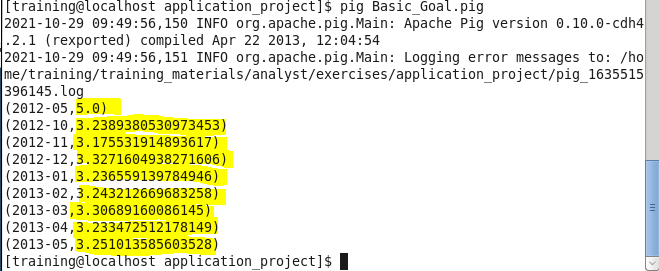 [training@localhost application_project]$ pig Basic_Goal.pig
2021-10-29 09:49:56,150 INFO org.apache.pig.Main: Apache Pig version 0.10.0-cdh4
.2.1 (rexported) compiled Apr 22 2013, 12:04:54
2021-10-29 09:49:56,151 INFO org.apache.pig.Main: Logging error messages to: /ho
me/training/training_materials/analyst/exercises/application_project/pig_1635515
396145.log
(2012-05,5.0)
(2012-10,3.2389380530973453)
(2012-11,3.175531914893617)
(2012-12,3.3271604938271606)
(2013-01,3.236559139784946)
(2013-02,3.243212669683258)
(2013-03,3.30689160086145)
(2013-04,3.233472512178149)
(2013-05,3.251013585603528)
[training@localhost application_project]$